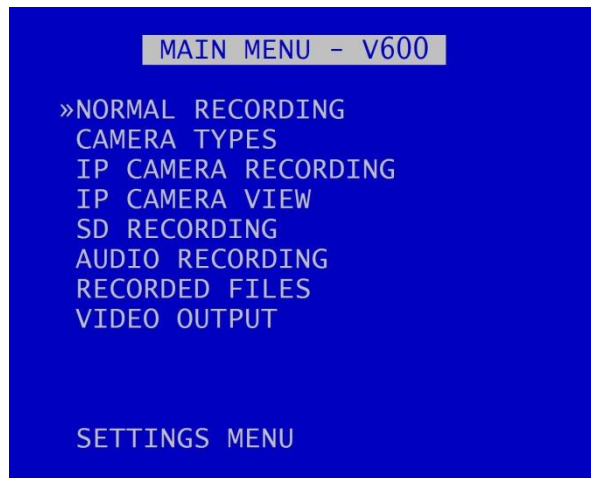 MAIN MENU - V600
»NORMAL RECORDING
CAMERA TYPES
IP CAMERA RECORDING
IP CAMERA VIEW
SD RECORDING
AUDIO RECORDING
RECORDED FILES
VIDEO OUTPUT
SETTINGS MENU